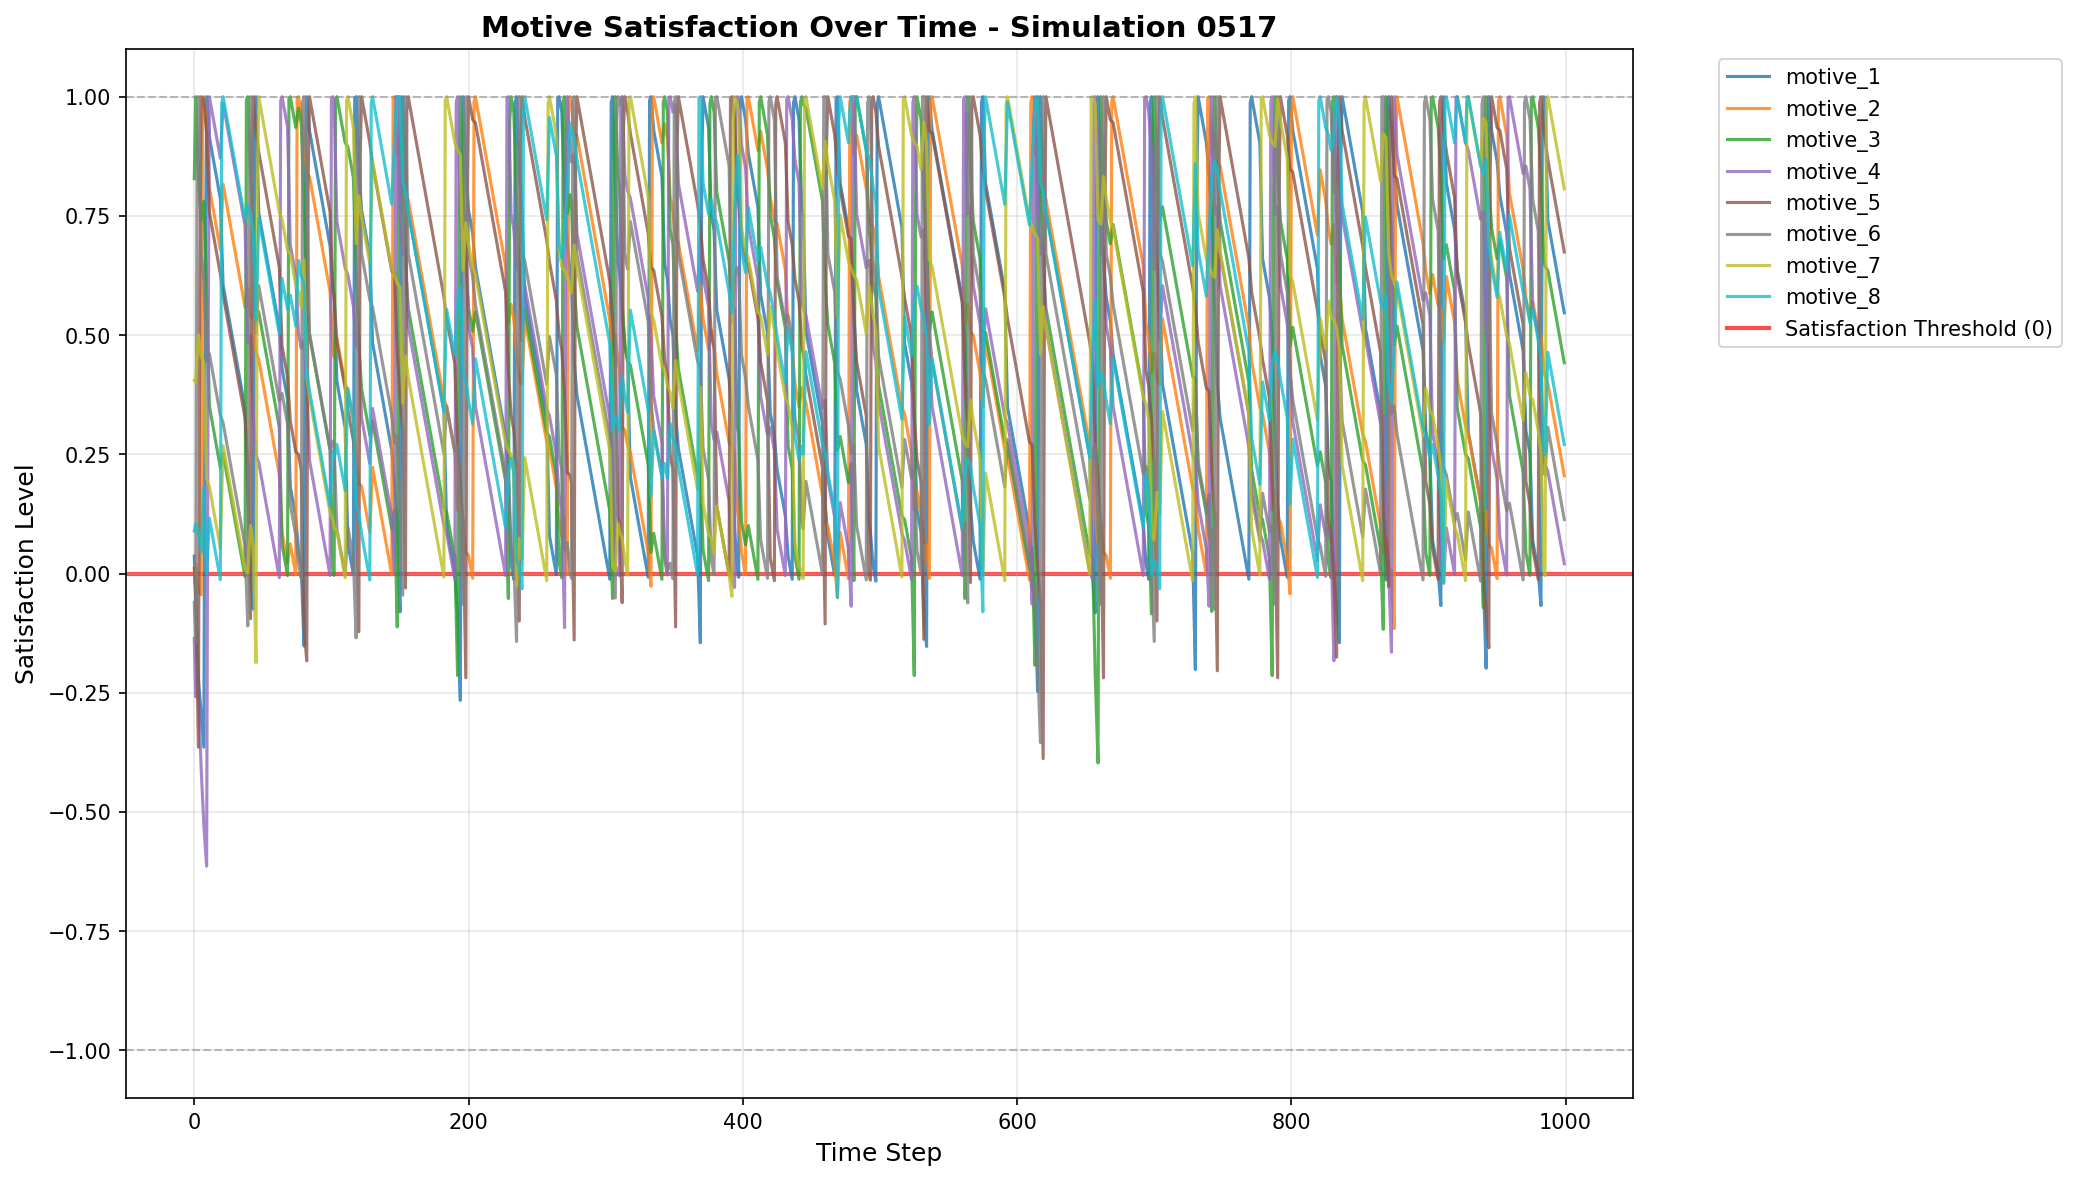 Motive Satisfaction Over Time - Simulation 0517
1.00
0.75
0.50
0.25
0.00
−0.25
−0.50
−0.75
−1.00
Satisfaction Level
0
200
400
600
800
1000
Time Step
motive_1
motive_2
motive_3
motive_4
motive_5
motive_6
motive_7
motive_8
Satisfaction Threshold (0)